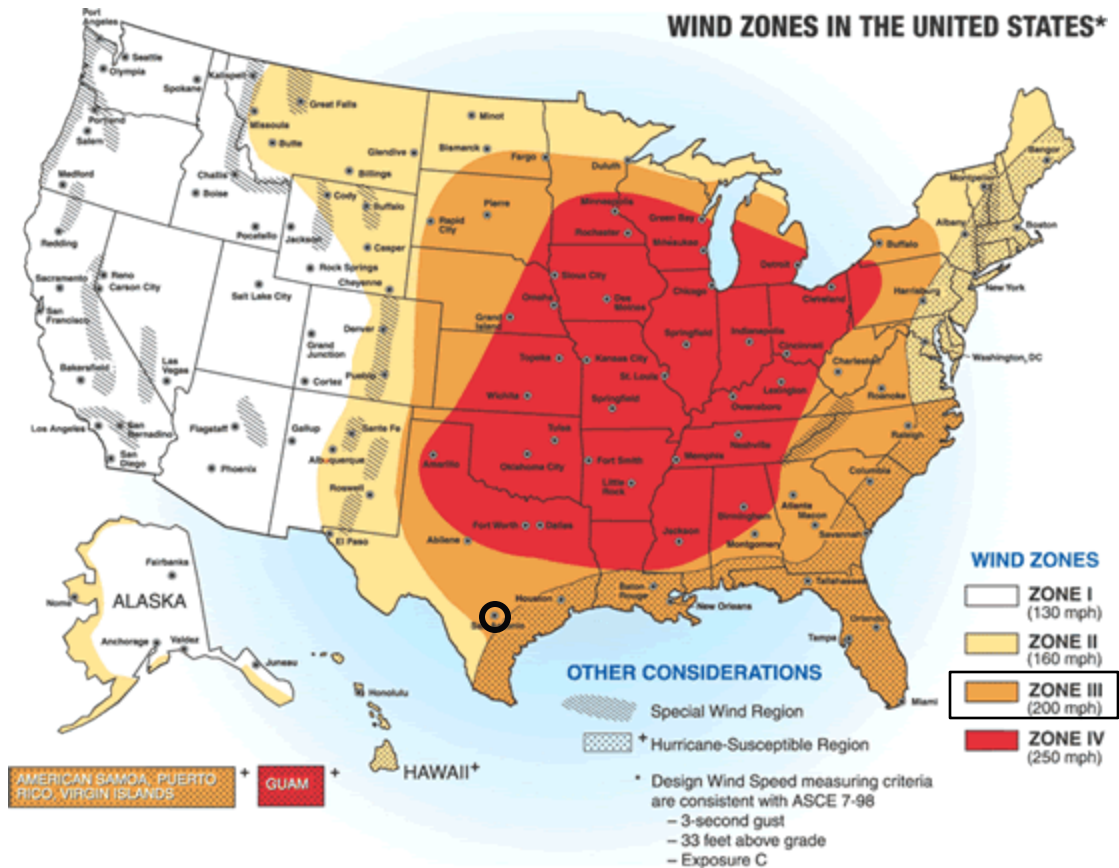 WIND ZONES IN THE UNITED STATES*
Port
Angeles
Seattle
Olympia
Spokane
Kalispell
Great Falls
Portland
Salem
Missoula
Butte
Glendive
Minot
Bismarck
Fargo
Duluth
Medford
Challis
Boise
Billings
Cody
Buffalo
Pierre
Rapid
City
Minneapolis
Rochester
Green Bay
Milwaukee
Bangor
Montpelier
Albany
Boston
Buffalo
Redding
Pocatello
Jackson
Casper
Rock Springs
Cheyenne
Sioux City
Detroit
Chicago
Cleveland
Harrisburg
New York
Sacramento
Reno
Carson City
San
Francisco
Salt Lake City
Grand
Junction
Denver
Pueblo
Cortez
Omaha
Grand
Island
Des
Moines
Springfield
Indianapolis
Cincinnati
Charleston
Washington, DC
Roanoke
Bakersfield
Las
Vegas
Topeka
Kansas City
St. Louis
Lexington
Owensboro
Wichita
Springfield
Los Angeles
San
Bernadino
San
Diego
Flagstaff
Phoenix
Gallup
Sante Fe
Albuquerque
Roswell
El Paso
Amarillo
Tulsa
Oklahoma City
Fort Smith
Little
Rock
Memphis
Nashville
Raleigh
Columbia
Atlanta
Macon
Savannah
Birmingham
Montgomery
Jackson
Fort Worth
Dallas
Abilene
Houston
Baton
Rouge
New Orleans
Tallahassee
Orlando
Tampa
Miami
Fairbanks
Nome
ALASKA
Anchorage
Valdez
Juneau
Honolulu
HAWAII+
AMERICAN SAMOA, PUERTO
RICO, VIRGIN ISLANDS
+
GUAM
+
OTHER CONSIDERATIONS
Special Wind Region
+ Hurricane-Susceptible Region
* Design Wind Speed measuring criteria
are consistent with ASCE 7-98
– 3-second gust
– 33 feet above grade
– Exposure C
WIND ZONES
ZONE I
(130 mph)
ZONE II
(160 mph)
ZONE III
(200 mph)
ZONE IV
(250 mph)